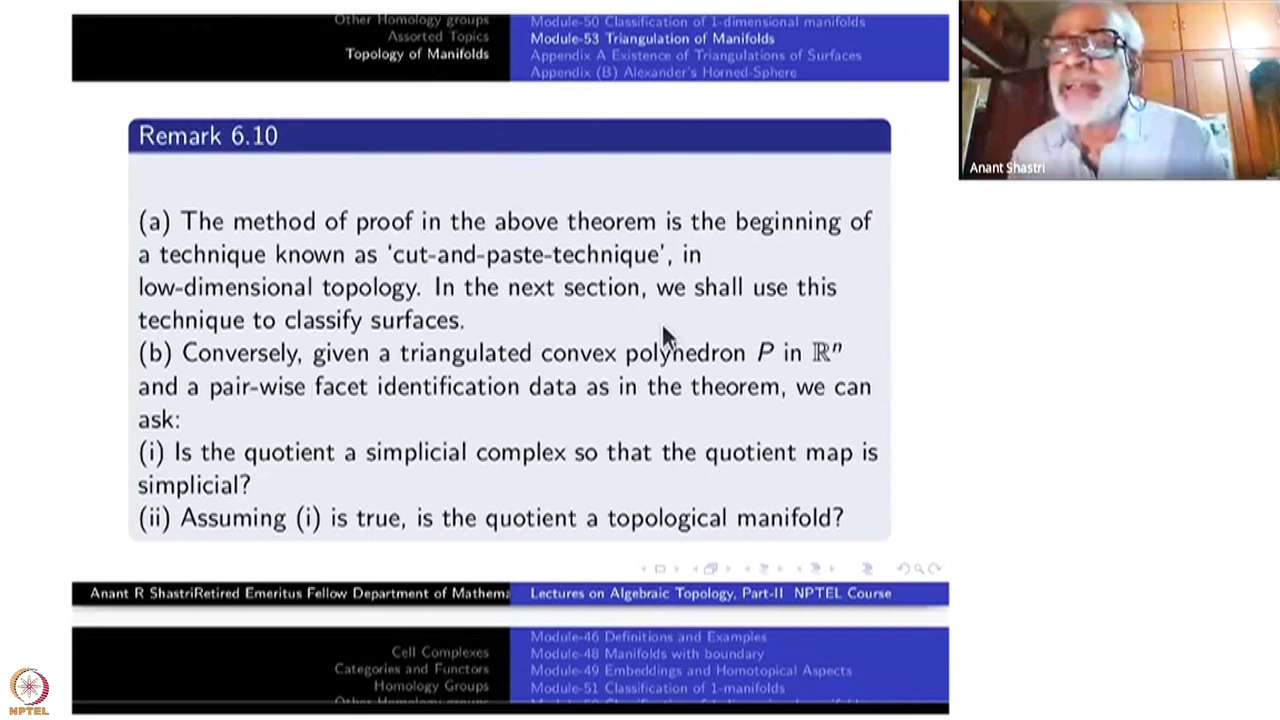 Other Homology groups
Assorted Topics
Topology of Manifolds
Module-50 Classification of 1-dimensional manifolds
Module-53 Triangulation of Manifolds
Appendix A Existence of Triangulations of Surfaces
Appendix (B) Alexander's Horned-Sphere
Anant Shastri
Remark 6.10
(a) The method of proof in the above theorem is the beginning of
a technique known as ‘cut-and-paste-technique’, in
low-dimensional topology. In the next section, we shall use this
technique to classify surfaces.
(b) Conversely, given a triangulated convex polyhedron P in ℝⁿ
and a pair-wise facet identification data as in the theorem, we can
ask:
(i) Is the quotient a simplicial complex so that the quotient map is
simplicial?
(ii) Assuming (i) is true, is the quotient a topological manifold?
Anant R ShastriRetired Emeritus Fellow Department of Mathema
Lectures on Algebraic Topology, Part-II NPTEL Course
Cell Complexes
Categories and Functors
Homology Groups
Other Homology groups
Module-46 Definitions and Examples
Module-48 Manifolds with boundary
Module-49 Embeddings and Homotopical Aspects
Module-51 Classification of 1-manifolds
NPTEL